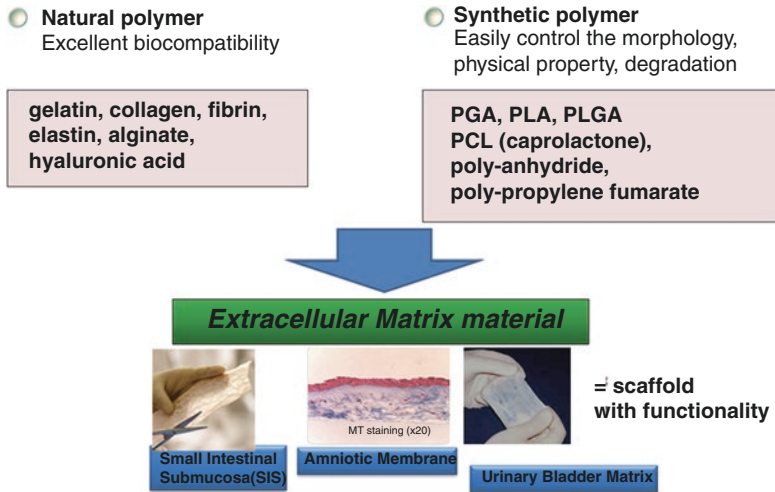 Natural polymer
Excellent biocompatibility
gelatin, collagen, fibrin,
elastin, alginate,
hyaluronic acid
Synthetic polymer
Easily control the morphology,
physical property, degradation
PGA, PLA, PLGA
PCL (caprolactone),
poly-anhydride,
poly-propylene fumarate
Extracellular Matrix material
MT staining (x20)
= scaffold
with functionality
Small Intestinal
Submucosa(SIS)
Amniotic Membrane
Urinary Bladder Matrix